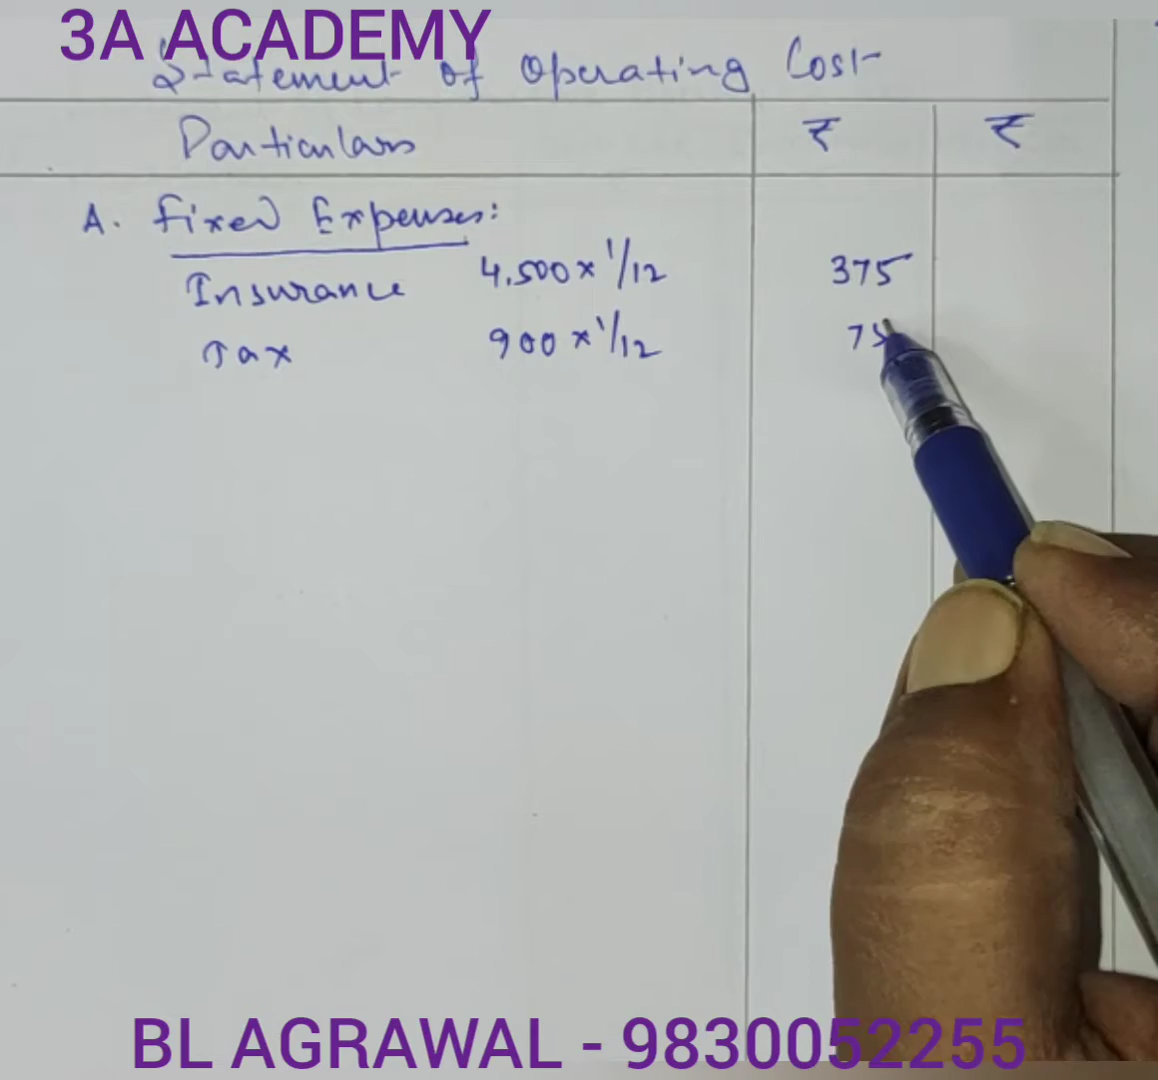 3A ACADEMY
Statement of Operating Cost
Particulars ₹ ₹
A. Fixed Expenses:
Insurance 4,500 x 1/12 375
Tax 900 x 1/12 75
BL AGRAWAL - 9830052255